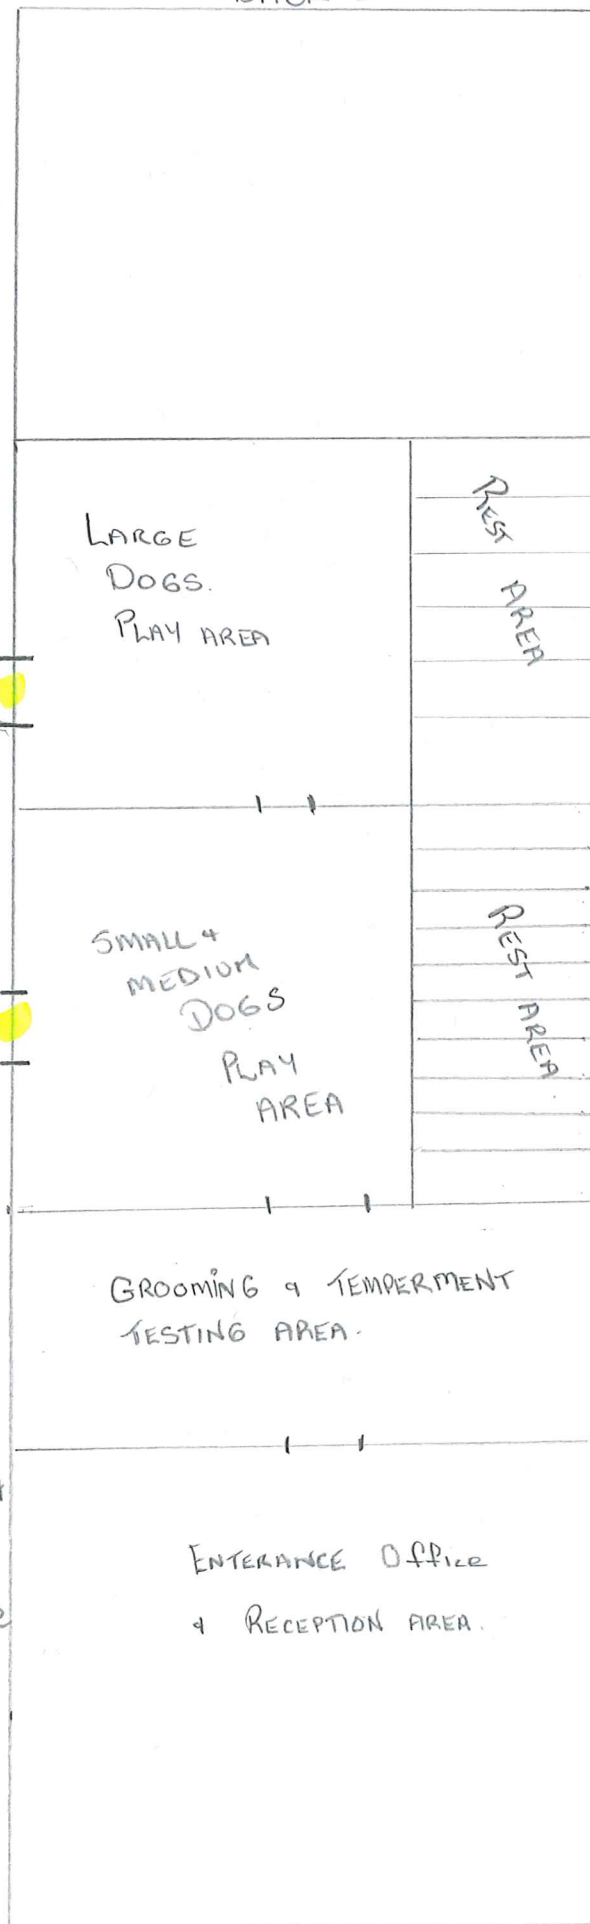 LARGE
DOGS.
PLAY AREA
REST AREA
SMALL &
MEDIUM
DOGS
PLAY
AREA
REST AREA
GROOMING & TEMPERMENT
TESTING AREA.
ENTERANCE Office
& RECEPTION AREA.